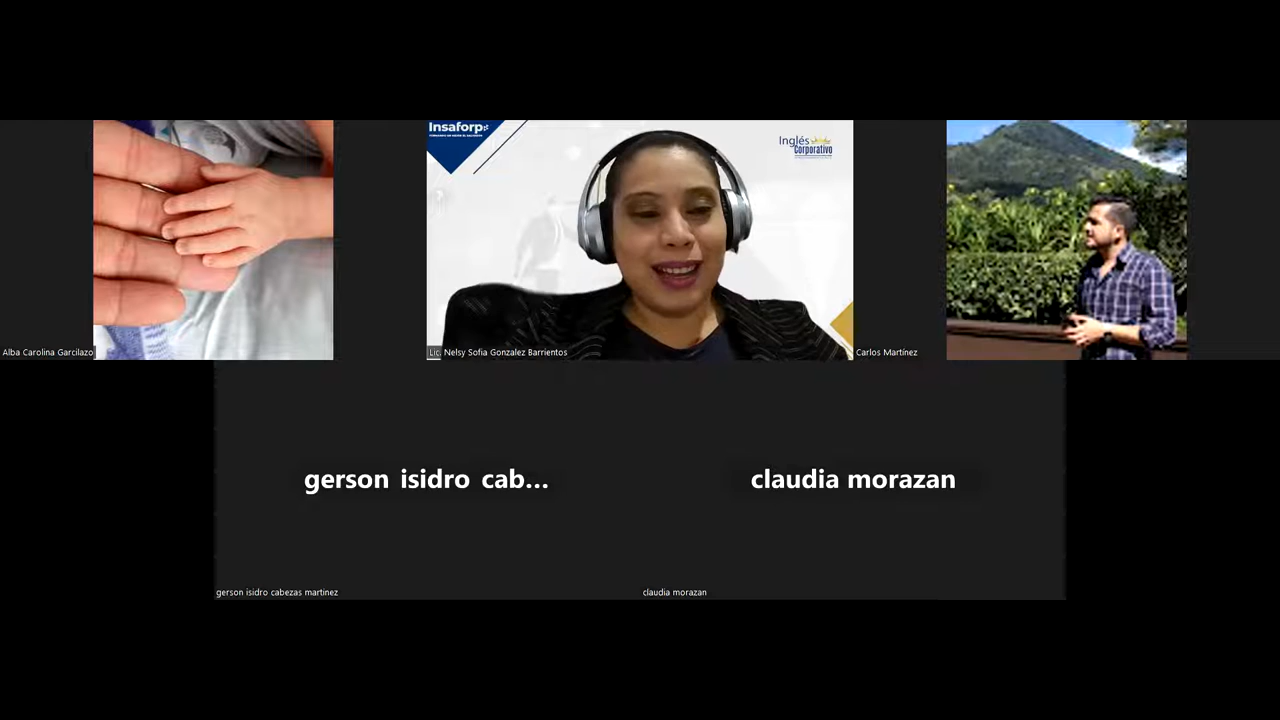 Insaforp
Inglés
Corporativo
Alba Carolina Garcilazo
Lic. Nelsy Sofia Gonzalez Barrientos
Carlos Martínez
gerson isidro cab...
claudia morazan
gerson isidro cabezas martinez
claudia morazan